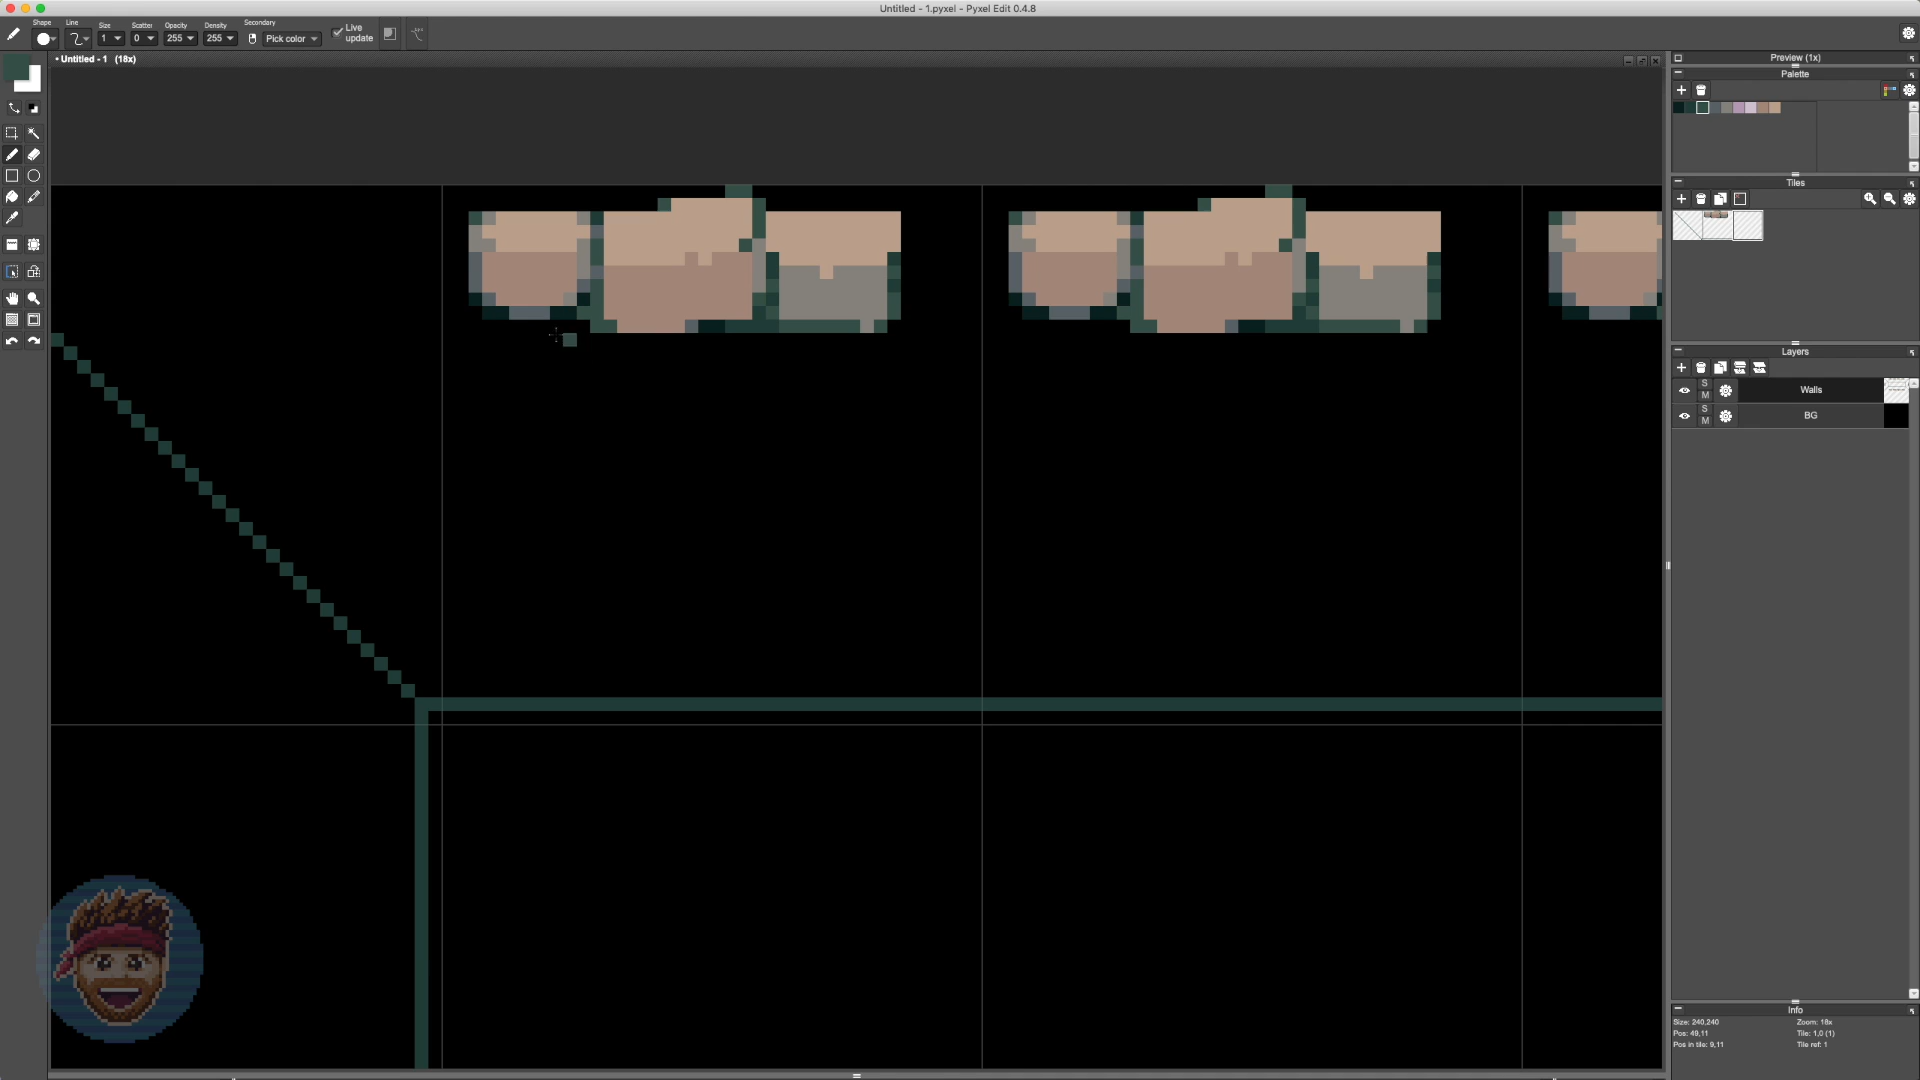 Untitled - 1.pyxel - Pyxel Edit 0.4.8
Shape Line Size Scatter Opacity Density Secondary
1 0 255 255 Pick color Live update
• Untitled - 1 (18x)
Preview (1x)
Palette
Tiles
Layers
S
M
Walls
S
M
BG
Info
Size: 240,240 Zoom: 18x
Pos: 49,11 Tile: 1,0 (1)
Pos in tile: 9,11 Tile ref: 1